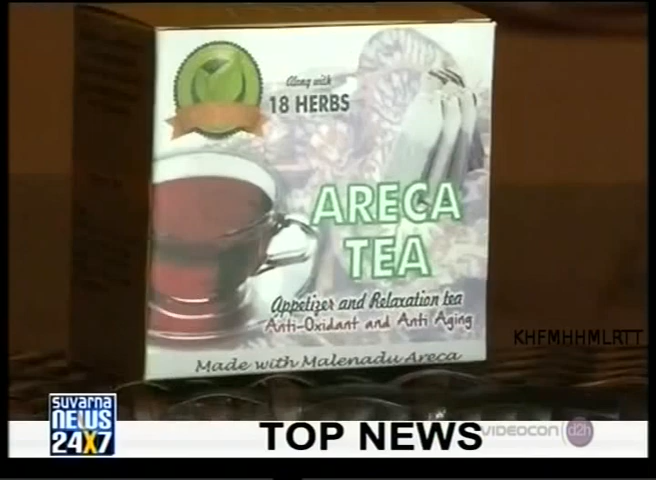 Along with
18 HERBS
ARECA
TEA
Appetizer and Relaxation tea
Anti-Oxidant and Anti Aging
Made with Malenadu Areca
KHFMHHMLRTT
suvarna
NEWS
24X7
TOP NEWS
VIDEOCON d2h